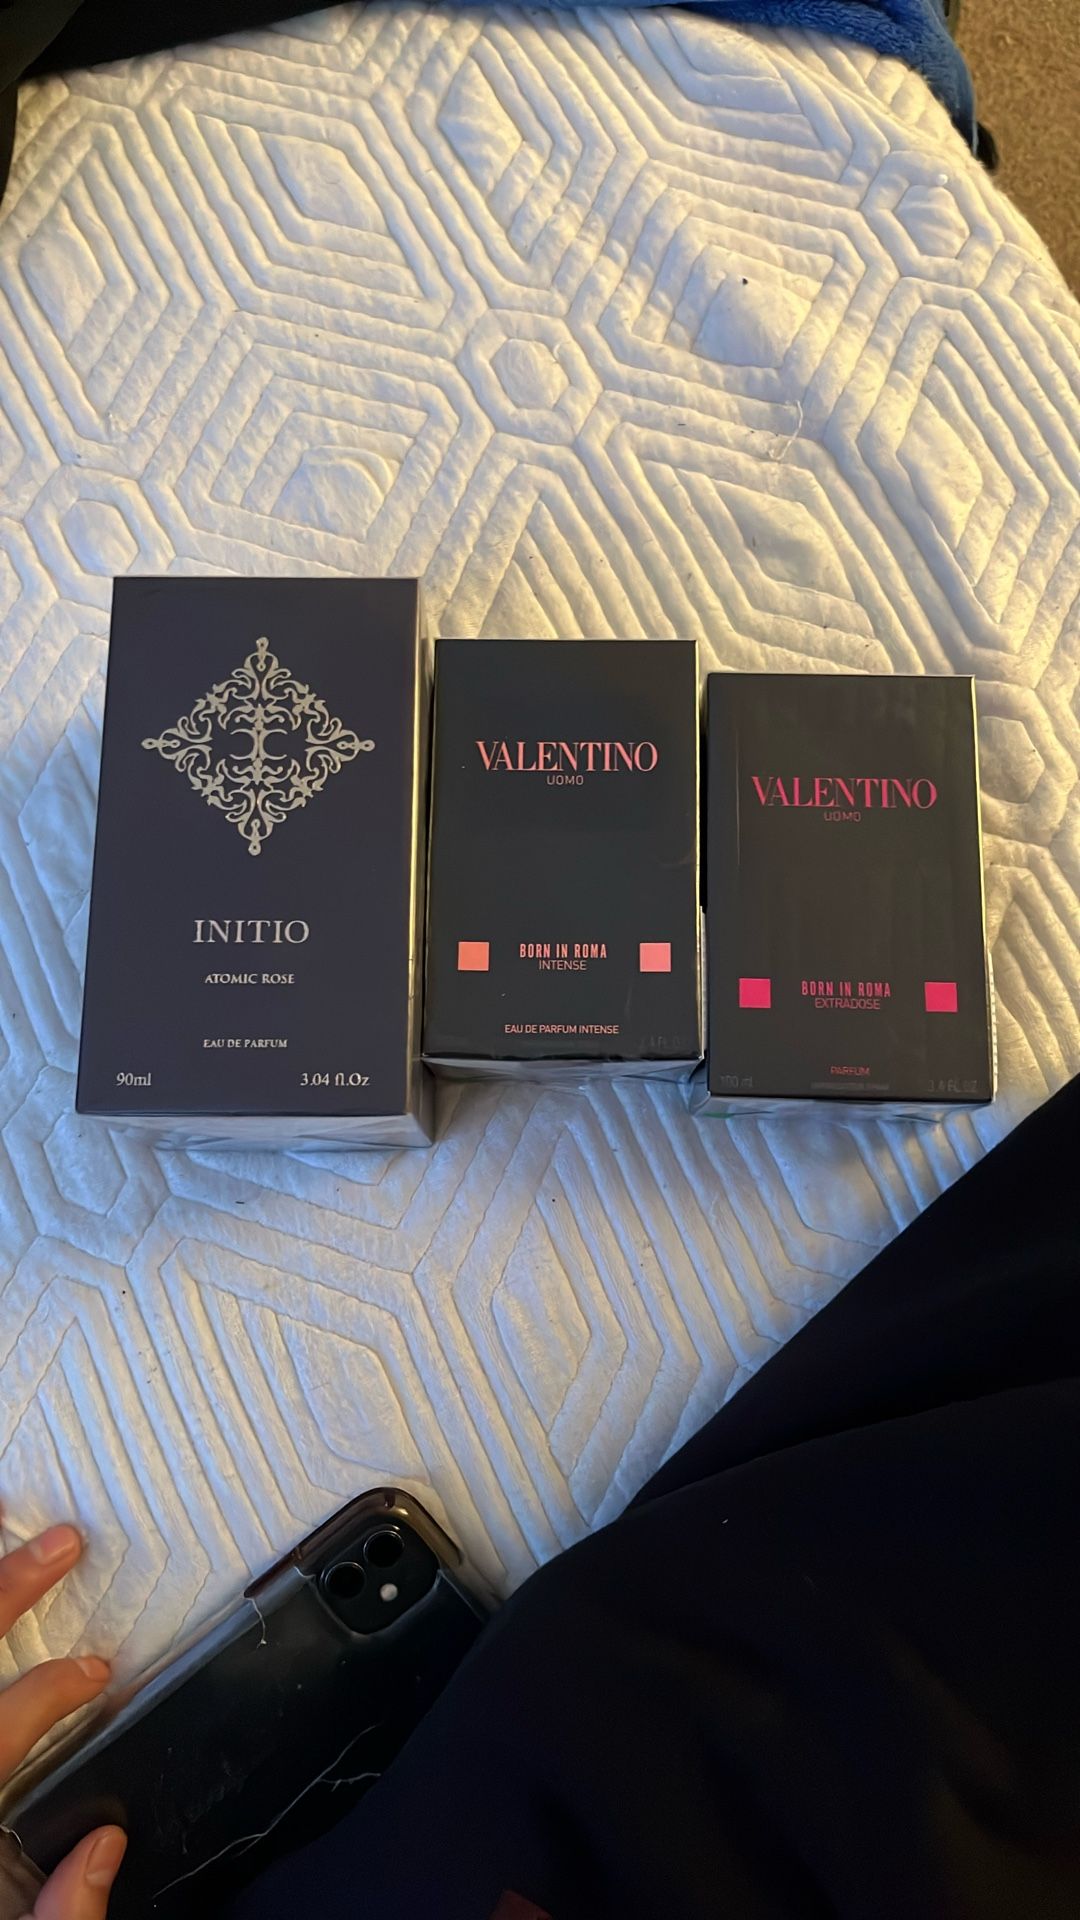 INITIO
ATOMIC ROSE
EAU DE PARFUM
90ml 3.04 fl.Oz
VALENTINO
UOMO
BORN IN ROMA
INTENSE
EAU DE PARFUM INTENSE
VALENTINO
UOMO
BORN IN ROMA
EXTRADOSE
PARFUM
100 ml 3.4 FL.OZ